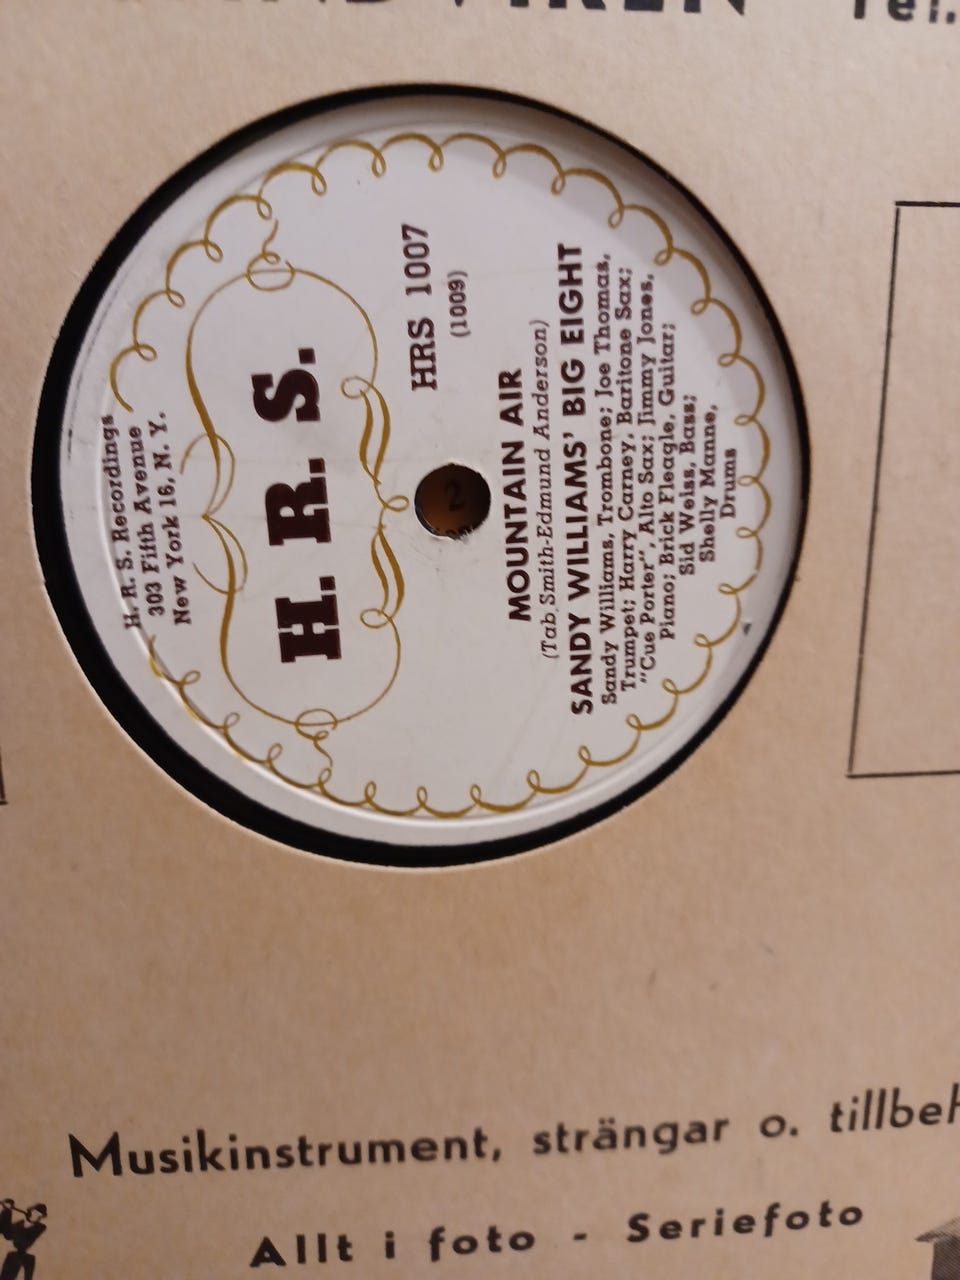 Tel.
H. R. S. Recordings
303 Fifth Avenue
New York 16, N. Y.
H. R. S.
HRS 1007
(1009)
2
MOUNTAIN AIR
(Tab Smith-Edmund Anderson)
SANDY WILLIAMS' BIG EIGHT
Sandy Williams, Trombone; Joe Thomas,
Trumpet; Harry Carney, Baritone Sax;
"Cue Porter", Alto Sax; Jimmy Jones,
Piano; Brick Fleagle, Guitar;
Sid Weiss, Bass;
Shelly Manne,
Drums
Musikinstrument, strängar o. tillbeh
Allt i foto - Seriefoto